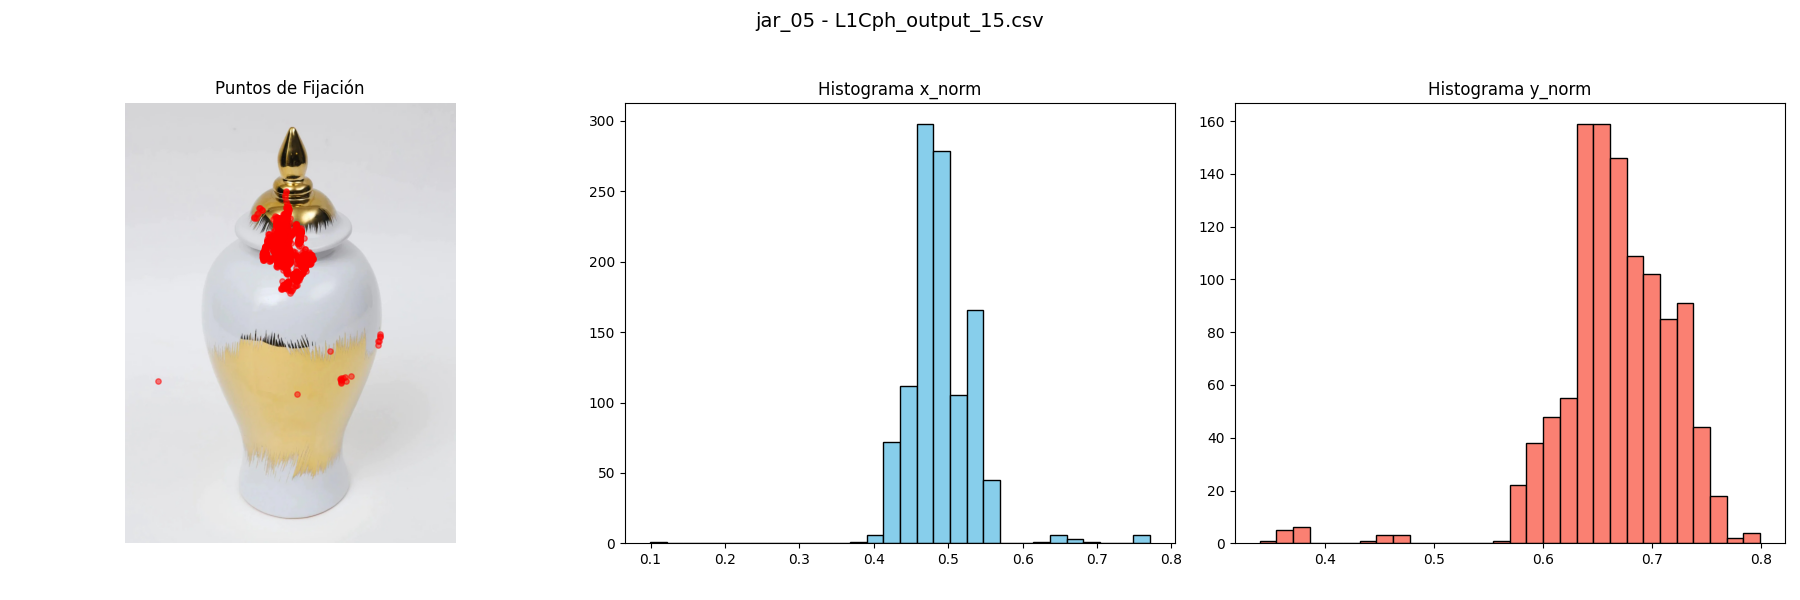 jar_05 - L1Cph_output_15.csv
Puntos de Fijación
Histograma x_norm
300
250
200
150
100
50
0
0.1 0.2 0.3 0.4 0.5 0.6 0.7 0.8
Histograma y_norm
160
140
120
100
80
60
40
20
0
0.4 0.5 0.6 0.7 0.8